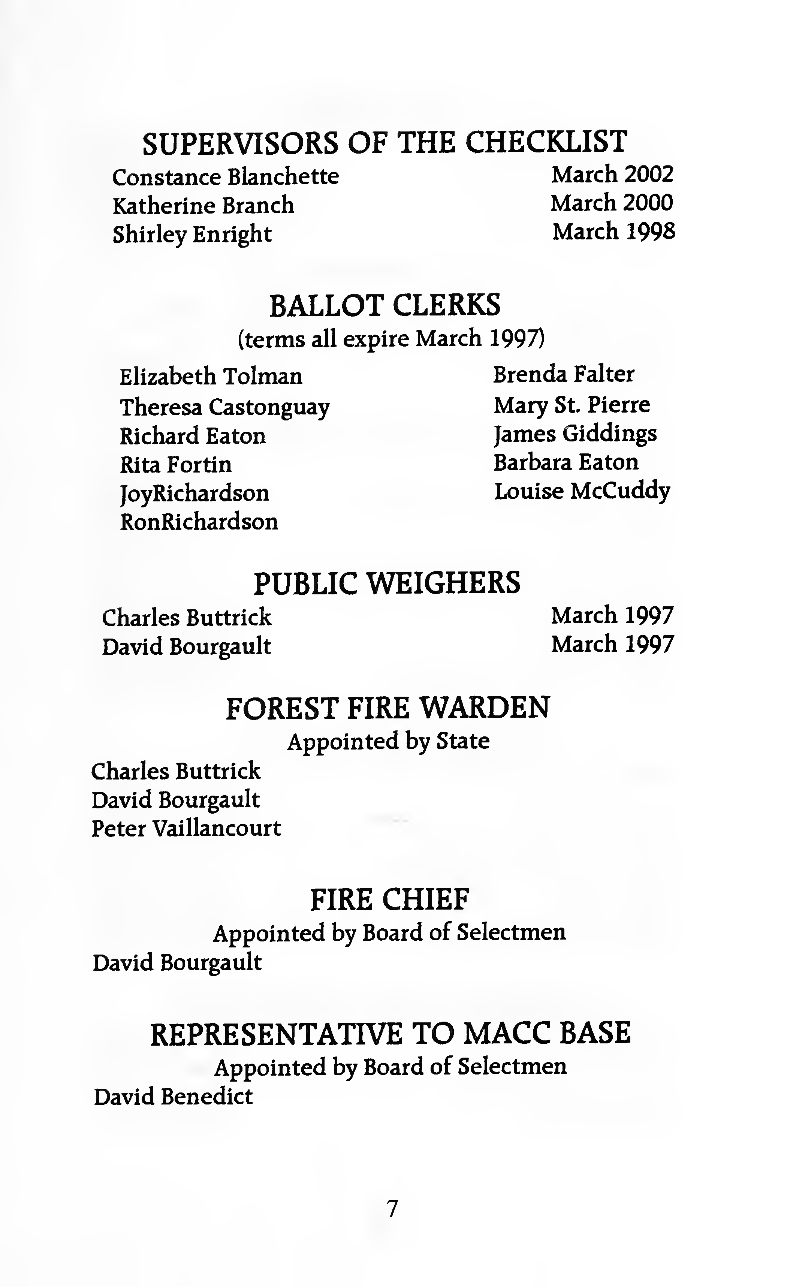 SUPERVISORS OF THE CHECKLIST
Constance Blanchette March 2002
Katherine Branch March 2000
Shirley Enright March 1998
BALLOT CLERKS
(terms all expire March 1997)
Elizabeth Tolman Brenda Falter
Theresa Castonguay Mary St. Pierre
Richard Eaton James Giddings
Rita Fortin Barbara Eaton
JoyRichardson Louise McCuddy
RonRichardson
PUBLIC WEIGHERS
Charles Buttrick March 1997
David Bourgault March 1997
FOREST FIRE WARDEN
Appointed by State
Charles Buttrick
David Bourgault
Peter Vaillancourt
FIRE CHIEF
Appointed by Board of Selectmen
David Bourgault
REPRESENTATIVE TO MACC BASE
Appointed by Board of Selectmen
David Benedict
7